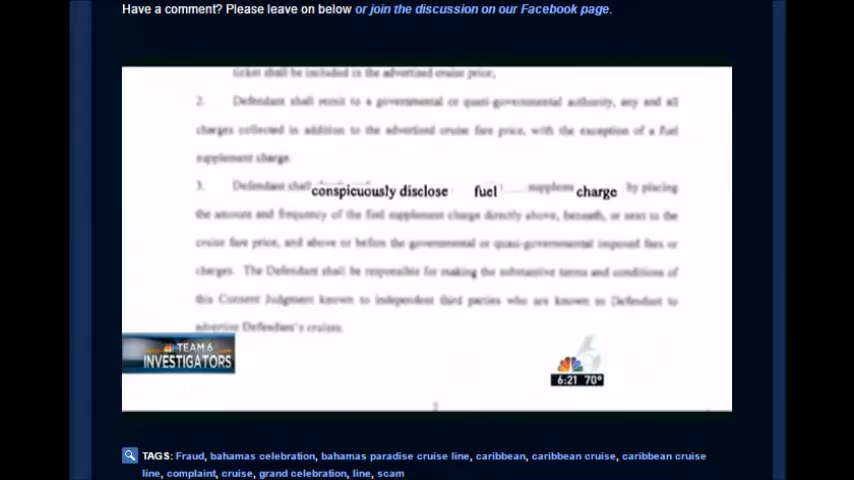 Have a comment? Please leave on below or join the discussion on our Facebook page.
ticket shall be included in the advertised cruise price;
2. Defendant shall remit to a governmental or quasi-governmental authority, any and all
charges collected in addition to the advertised cruise fare price, with the exception of a fuel
supplement charge.
3. Defendant shall conspicuously disclose fuel supplement charge by placing
the amount and frequency of the fuel supplement charge directly above, beneath, or next to the
cruise fare price, and above or before the governmental or quasi-governmental imposed fees or
charges. The Defendant shall be responsible for making the substantive terms and conditions of
this Consent Judgment known to independent third parties who are known to Defendant to
advertise Defendant's cruises.
TEAM 6
INVESTIGATORS
6
6:21 70°
TAGS: Fraud, bahamas celebration, bahamas paradise cruise line, caribbean, caribbean cruise, caribbean cruise
line, complaint, cruise, grand celebration, line, scam